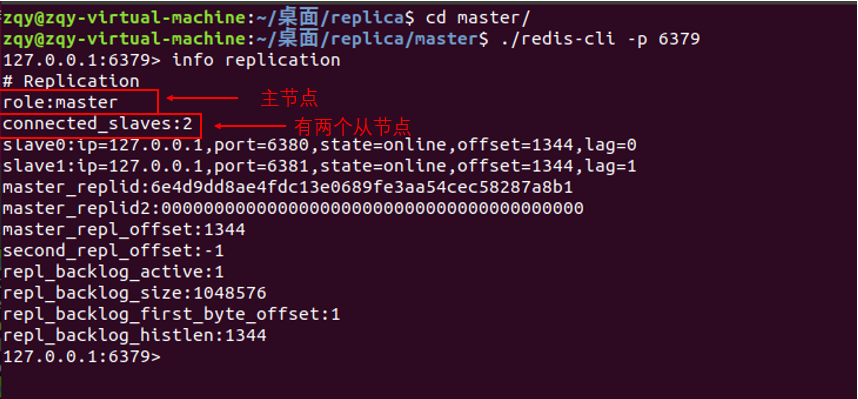 zqy@zqy-virtual-machine:~/桌面/replica$ cd master/
zqy@zqy-virtual-machine:~/桌面/replica/master$ ./redis-cli -p 6379
127.0.0.1:6379> info replication
# Replication
role:master 主节点
connected_slaves:2 有两个从节点
slave0:ip=127.0.0.1,port=6380,state=online,offset=1344,lag=0
slave1:ip=127.0.0.1,port=6381,state=online,offset=1344,lag=1
master_replid:6e4d9dd8ae4fdc13e0689fe3aa54cec58287a8b1
master_replid2:0000000000000000000000000000000000000000
master_repl_offset:1344
second_repl_offset:-1
repl_backlog_active:1
repl_backlog_size:1048576
repl_backlog_first_byte_offset:1
repl_backlog_histlen:1344
127.0.0.1:6379>